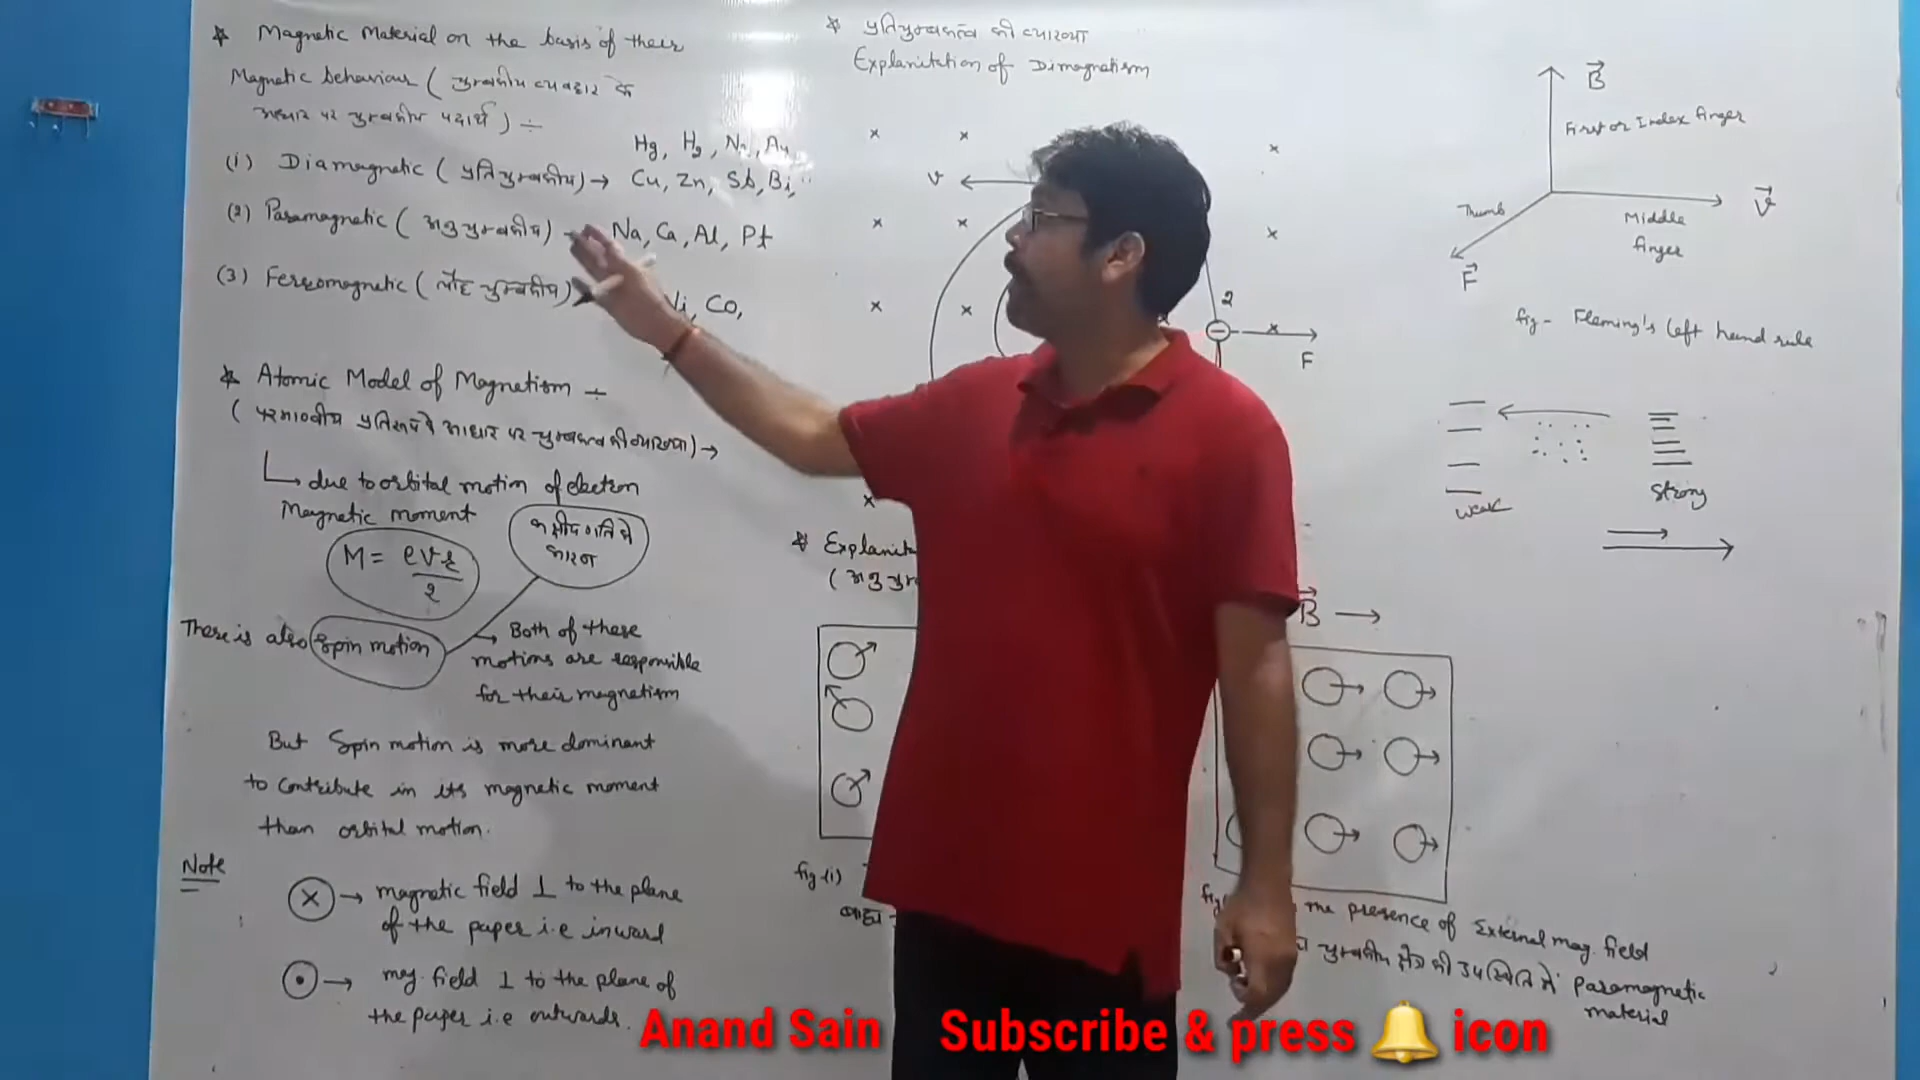 * Magnetic Material on the basis of their
Magnetic behaviour ( चुम्बकीय व्यवहार के
आधार पर चुम्बकीय पदार्थ ) ÷
Hg, H₂, N₂, Au
(1) Diamagnetic ( प्रतिचुम्बकीय ) → Cu, Zn, Sb, Bi,
(2) Paramagnetic ( अनुचुम्बकीय ) → Na, Ca, Al, Pt
(3) Ferromagnetic ( लौह चुम्बकीय ) Ni, CO,
* Atomic Model of Magnetism ÷
( परमाण्वीय प्रतिरूप के आधार पर चुम्बकत्व की व्याख्या ) →
→ due to orbital motion of electron
Magnetic moment
M = evr/2
कक्षीय गति के
कारण
There is also Spin motion
→ Both of these
motions are responsible
for their magnetism
But Spin motion is more dominant
to contribute in its magnetic moment
than orbital motion.
Note
ⓧ → magnetic field ⊥ to the plane
of the paper i.e inward
⊙ → mag. field ⊥ to the plane of
the paper i.e outwards.
* प्रतिचुम्बकत्व की व्याख्या
Explanitation of Dimagnetism
x x x
v
x x x
x x x
2
− x
F
x
* Explanita
( अनुचु
B →
fig (i)
बाह्य
fig
the presence of External mag. field
चुम्बकीय क्षेत्र की उपस्थिति में paramagnetic
material
B
First or Index finger
Thumb
Middle
finger
V
F
fig - Fleming's left hand rule
weak
Strong
Anand Sain Subscribe & press 🔔 icon